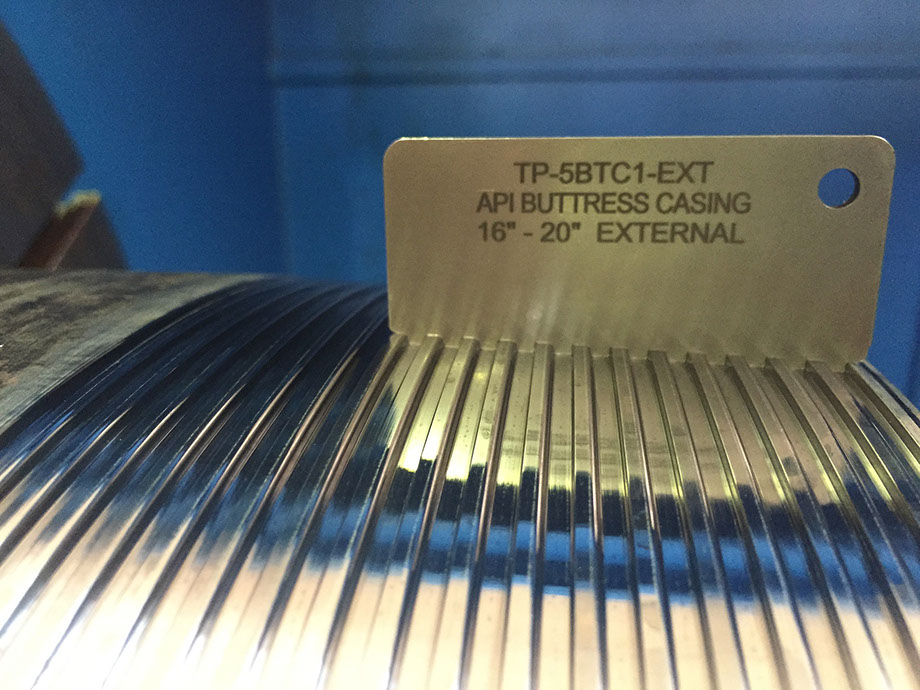 TP-5BTC1-EXT
API BUTTRESS CASING
16" - 20" EXTERNAL